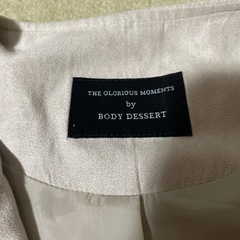 THE GLORIOUS MOMENTS
by
BODY DESSERT